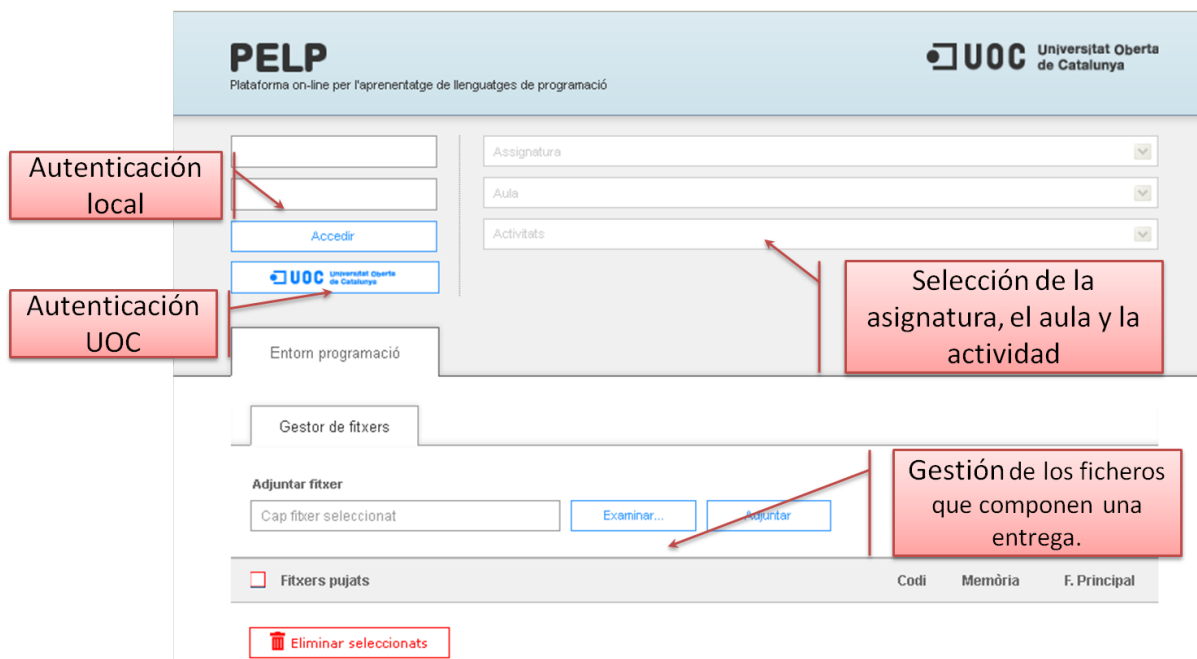 PELP
Plataforma on-line per l'aprenentatge de llenguatges de programació
UOC Universitat Oberta
de Catalunya
Autenticación
local
Assignatura
Aula
Accedir
Activitats
UOC Universitat Oberta
de Catalunya
Autenticación
UOC
Selección de la
asignatura, el aula y la
actividad
Entorn programació
Gestor de fitxers
Adjuntar fitxer
Cap fitxer seleccionat
Examinar...
Adjuntar
Gestión de los ficheros
que componen una
entrega.
Fitxers pujats
Codi
Memòria
F. Principal
Eliminar seleccionats